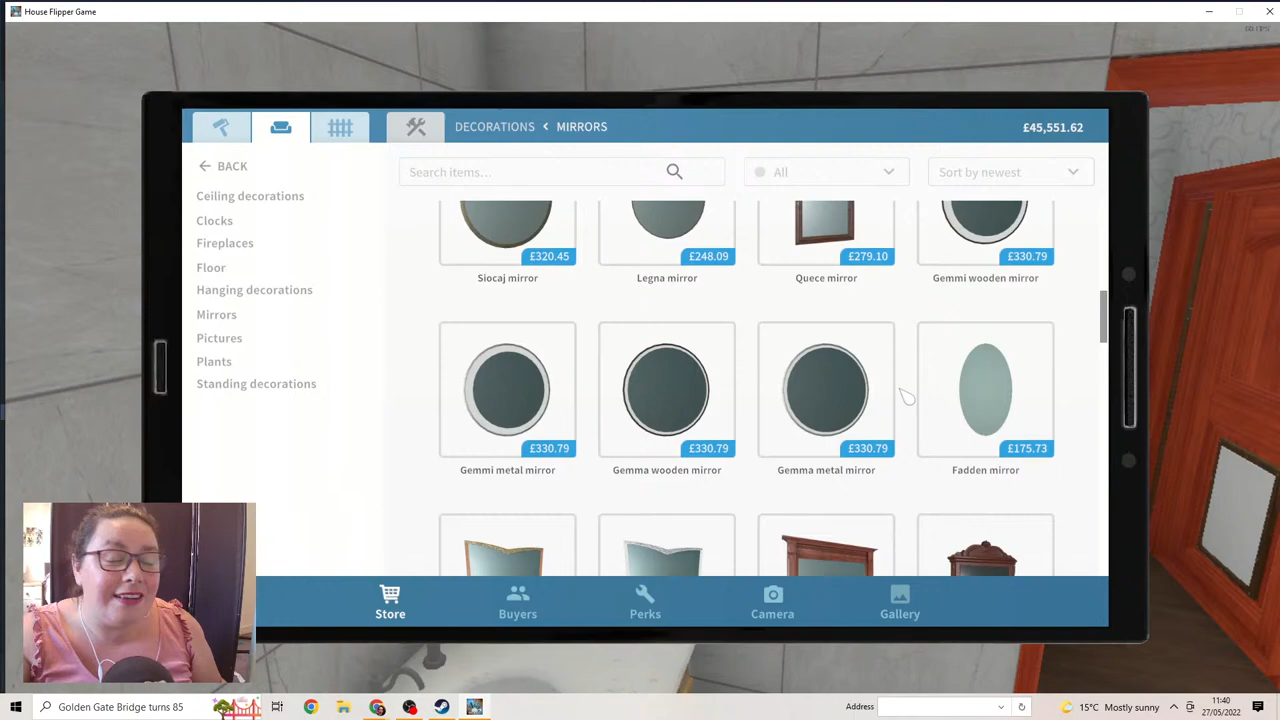 House Flipper Game
DECORATIONS < MIRRORS
£45,551.62
BACK
Search items...
All
Sort by newest
Ceiling decorations
Clocks
Fireplaces
Floor
Hanging decorations
Mirrors
Pictures
Plants
Standing decorations
£320.45
£248.09
£279.10
£330.79
Siocaj mirror
Legna mirror
Quece mirror
Gemmi wooden mirror
£330.79
£330.79
£330.79
£175.73
Gemmi metal mirror
Gemma wooden mirror
Gemma metal mirror
Fadden mirror
Store
Buyers
Perks
Camera
Gallery
Golden Gate Bridge turns 85
Address
15°C Mostly sunny
11:40
27/05/2022